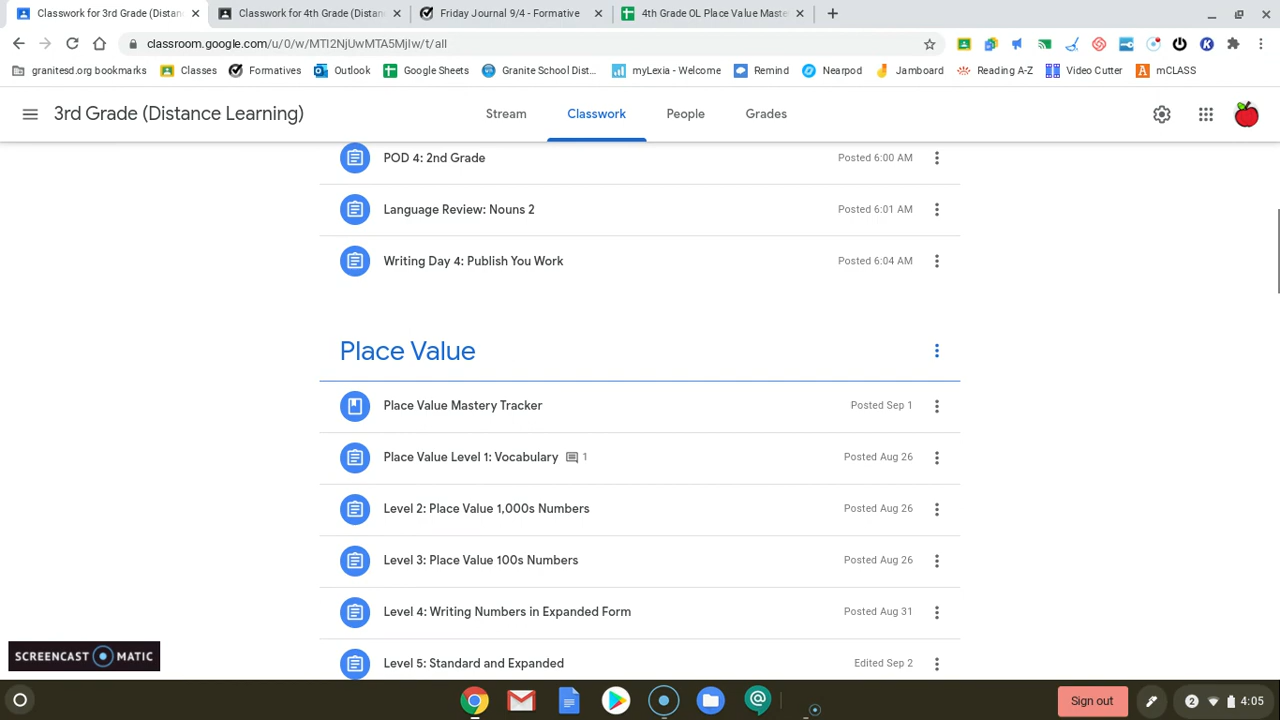 Classwork for 3rd Grade (Distan
Classwork for 4th Grade (Distanc
Friday Journal 9/4 - Formative
4th Grade OL Place Value Maste
classroom.google.com/u/0/w/MTI2NjUwMTA5MjIw/t/all
granitesd.org bookmarks
Classes
Formatives
Outlook
Google Sheets
Granite School Dist...
myLexia - Welcome
Remind
Nearpod
Jamboard
Reading A-Z
Video Cutter
mCLASS
3rd Grade (Distance Learning)
Stream
Classwork
People
Grades
POD 4: 2nd Grade
Posted 6:00 AM
Language Review: Nouns 2
Posted 6:01 AM
Writing Day 4: Publish You Work
Posted 6:04 AM
Place Value
Place Value Mastery Tracker
Posted Sep 1
Place Value Level 1: Vocabulary 1
Posted Aug 26
Level 2: Place Value 1,000s Numbers
Posted Aug 26
Level 3: Place Value 100s Numbers
Posted Aug 26
Level 4: Writing Numbers in Expanded Form
Posted Aug 31
Level 5: Standard and Expanded
Edited Sep 2
SCREENCAST MATIC
Sign out
2
4:05